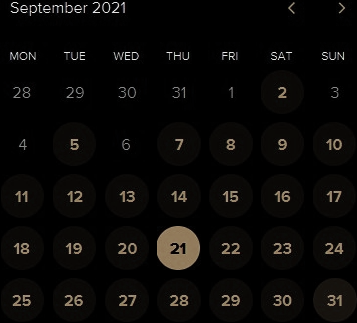 September 2021
MON TUE WED THU FRI SAT SUN
28 29 30 31 1 2 3
4 5 6 7 8 9 10
11 12 13 14 15 16 17
18 19 20 21 22 23 24
25 26 27 28 29 30 31